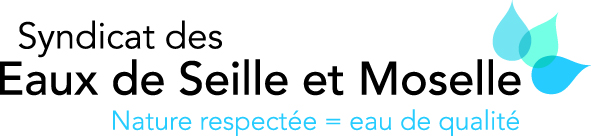 Syndicat des
Eaux de Seille et Moselle
Nature respectée = eau de qualité